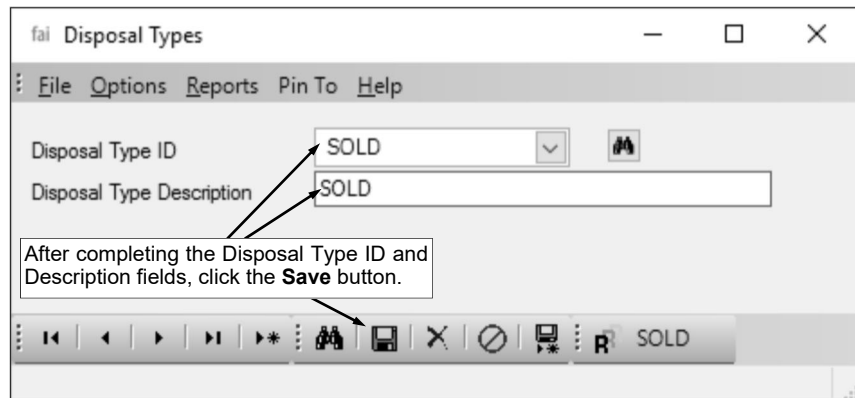 fai Disposal Types
File Options Reports Pin To Help
Disposal Type ID SOLD
Disposal Type Description SOLD
After completing the Disposal Type ID and
Description fields, click the Save button.
R SOLD